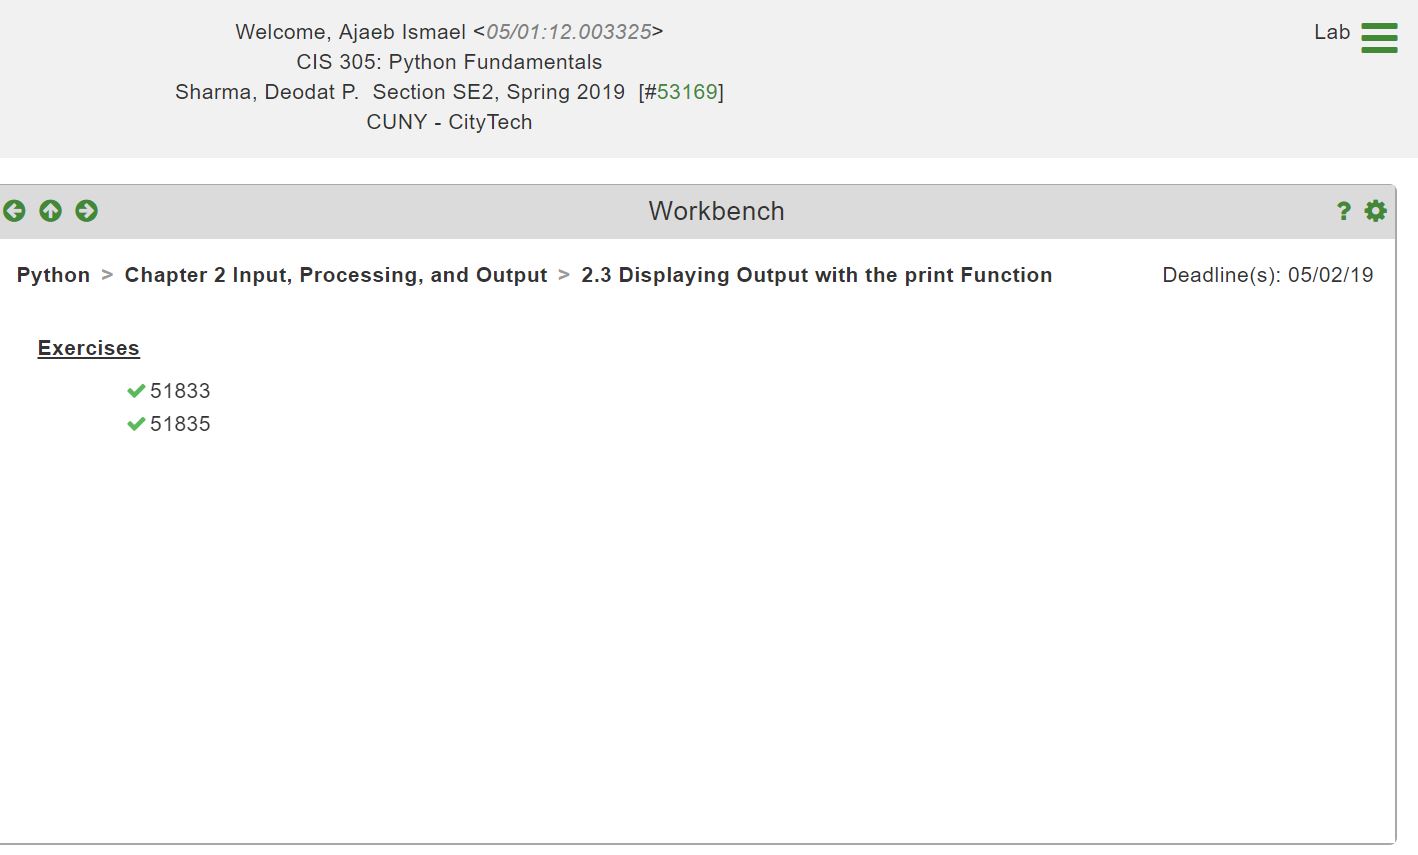 Welcome, Ajaeb Ismael <05/01:12.003325>
Lab
CIS 305: Python Fundamentals
Sharma, Deodat P.  Section SE2, Spring 2019  [#53169]
CUNY - CityTech
Workbench
?
Python > Chapter 2 Input, Processing, and Output > 2.3 Displaying Output with the print Function
Deadline(s): 05/02/19
Exercises
51833
51835